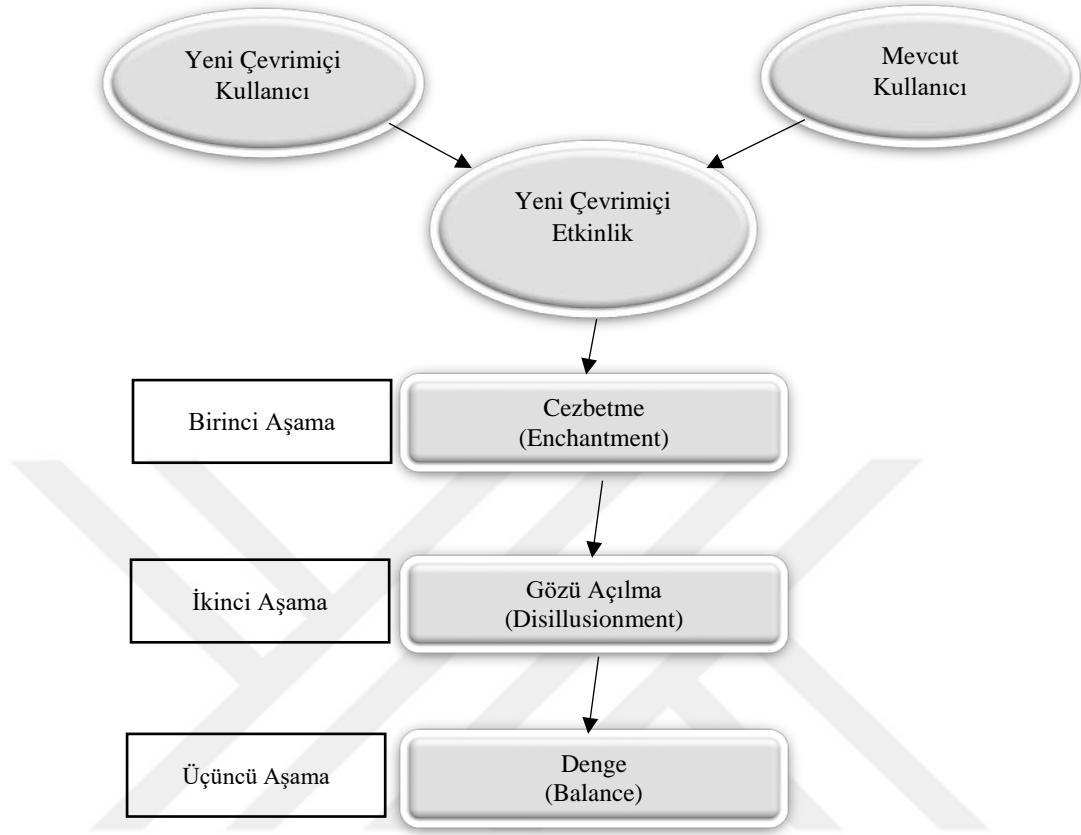 Yeni Çevrimiçi
Kullanıcı
Mevcut
Kullanıcı
Yeni Çevrimiçi
Etkinlik
Birinci Aşama
Cezbetme
(Enchantment)
İkinci Aşama
Gözü Açılma
(Disillusionment)
Üçüncü Aşama
Denge
(Balance)